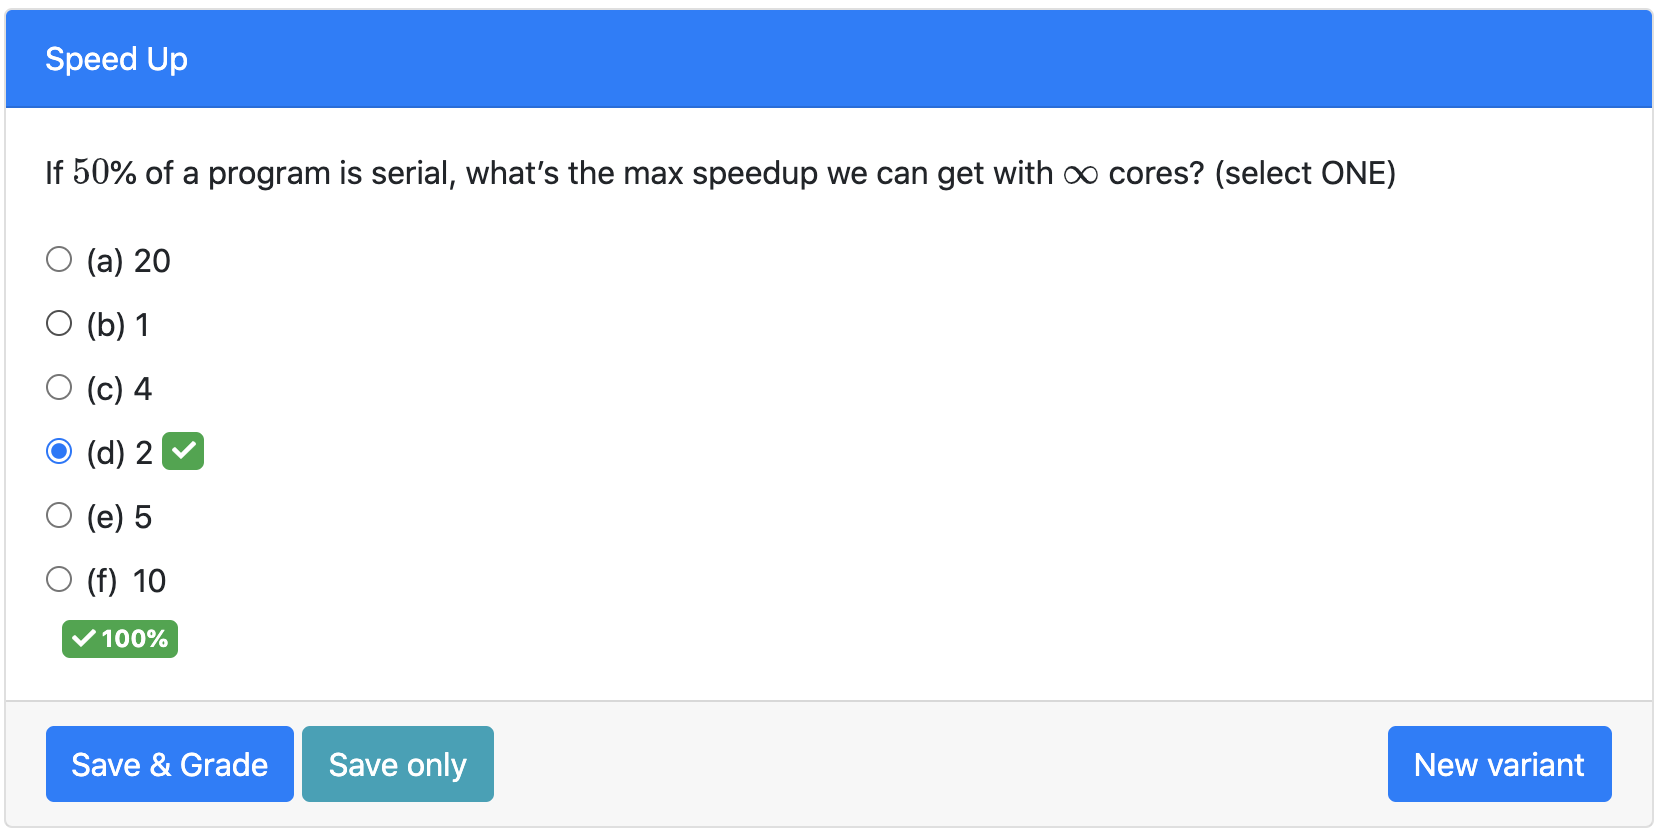 Speed Up
If 50% of a program is serial, what’s the max speedup we can get with ∞ cores? (select ONE)
(a) 20
(b) 1
(c) 4
(d) 2
(e) 5
(f) 10
100%
Save & Grade
Save only
New variant